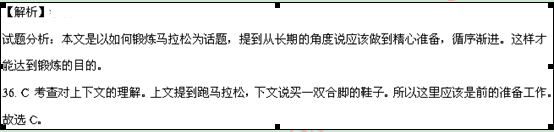 【解析】:
试题分析：本文是以如何锻炼马拉松为话题，提到从长期的角度说应该做到精心准备，循序渐进。这样才
能达到锻炼的目的。
36. C 考查对上下文的理解。上文提到跑马拉松，下文说买一双合脚的鞋子。所以这里应该是前的准备工作。
故选 C。